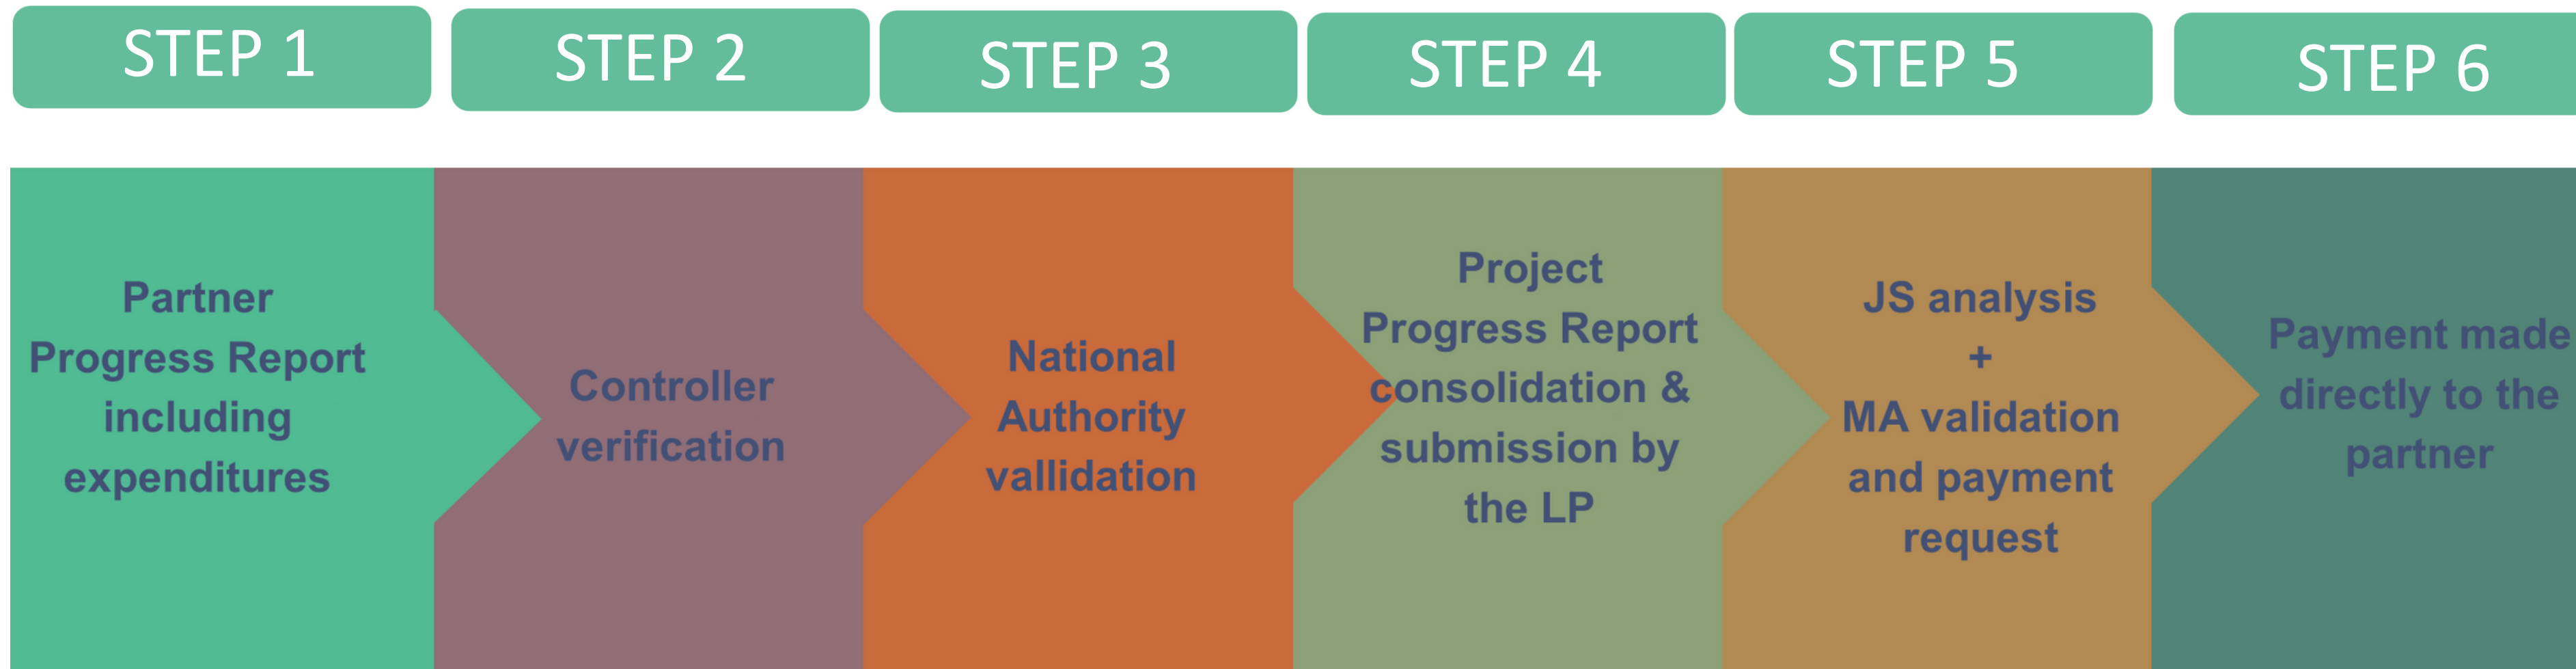 STEP 1
STEP 2
STEP 3
STEP 4
STEP 5
STEP 6
Partner
Progress Report
including
expenditures
Controller
verification
National
Authority
vallidation
Project
Progress Report
consolidation &
submission by
the LP
JS analysis
+
MA validation
and payment
request
Payment made
directly to the
partner